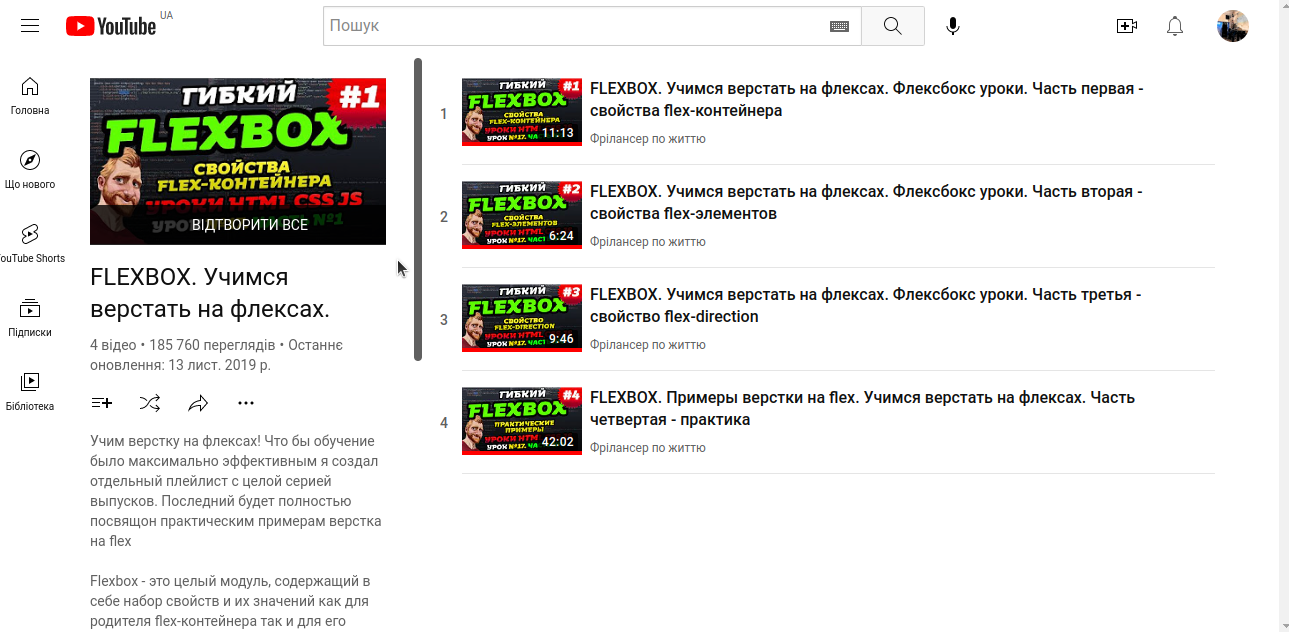 YouTube UA
Пошук
Головна
Що нового
YouTube Shorts
Підписки
Бібліотека
ГИБКИЙ #1
FLEXBOX
СВОЙСТВА
FLEX-КОНТЕЙНЕРА
УРОКИ HTML CSS JS
ВІДТВОРИТИ ВСЕ
FLEXBOX. Учимся
верстать на флексах.
4 відео • 185 760 переглядів • Останнє
оновлення: 13 лист. 2019 р.
Учим верстку на флексах! Что бы обучение
было максимально эффективным я создал
отдельный плейлист с целой серией
выпусков. Последний будет полностью
посвящон практическим примерам верстка
на flex
Flexbox - это целый модуль, содержащий в
себе набор свойств и их значений как для
родителя flex-контейнера так и для его
1
ГИБКИЙ #1
FLEXBOX
СВОЙСТВА
FLEX-КОНТЕЙНЕРА
УРОКИ HTM
УРОК №17. ЧА
11:13
FLEXBOX. Учимся верстать на флексах. Флексбокс уроки. Часть первая -
свойства flex-контейнера
Фрілансер по життю
2
ГИБКИЙ #2
FLEXBOX
СВОЙСТВА
FLEX-ЭЛЕМЕНТОВ
УРОКИ HTML
УРОК №17. ЧАСТ
6:24
FLEXBOX. Учимся верстать на флексах. Флексбокс уроки. Часть вторая -
свойства flex-элементов
Фрілансер по життю
3
ГИБКИЙ #3
FLEXBOX
СВОЙСТВО
FLEX-DIRECTION
УРОКИ HTML
УРОК №17. ЧАСТ
9:46
FLEXBOX. Учимся верстать на флексах. Флексбокс уроки. Часть третья -
свойство flex-direction
Фрілансер по життю
4
ГИБКИЙ #4
FLEXBOX
ПРАКТИЧЕСКИЕ
ПРИМЕРЫ
УРОКИ HTM
УРОК №17. ЧА
42:02
FLEXBOX. Примеры верстки на flex. Учимся верстать на флексах. Часть
четвертая - практика
Фрілансер по життю